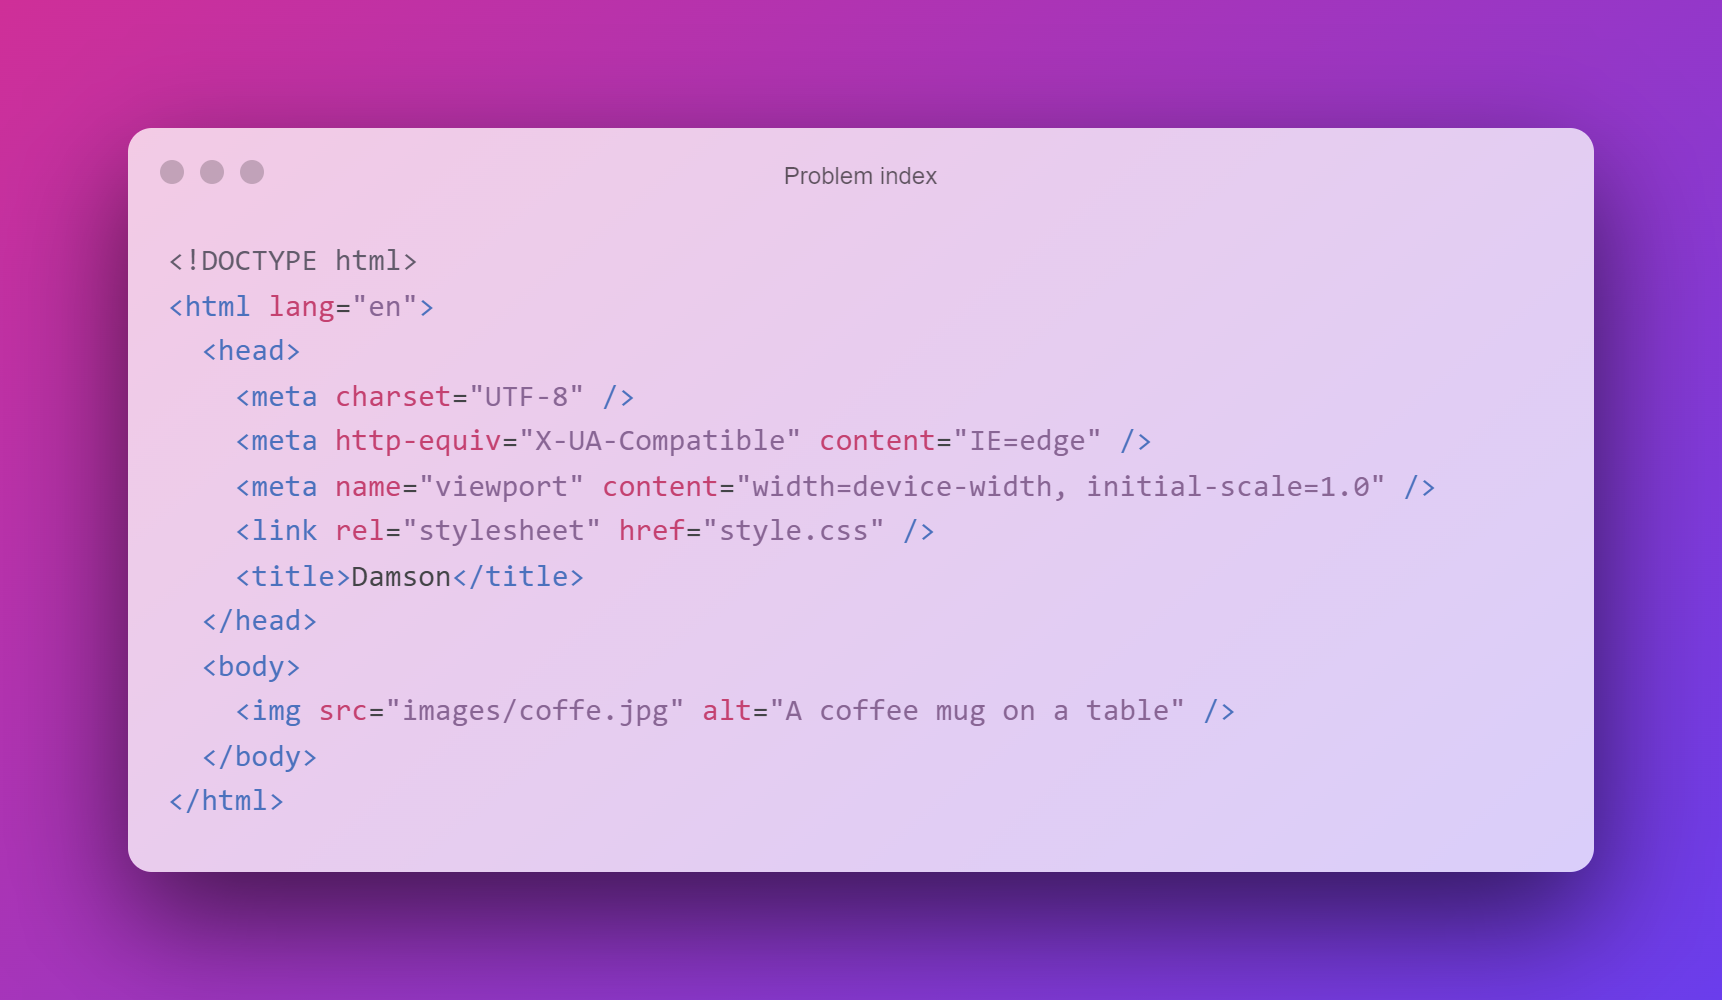 Problem index
<!DOCTYPE html>
<html lang="en">
  <head>
    <meta charset="UTF-8" />
    <meta http-equiv="X-UA-Compatible" content="IE=edge" />
    <meta name="viewport" content="width=device-width, initial-scale=1.0" />
    <link rel="stylesheet" href="style.css" />
    <title>Damson</title>
  </head>
  <body>
    <img src="images/coffe.jpg" alt="A coffee mug on a table" />
  </body>
</html>